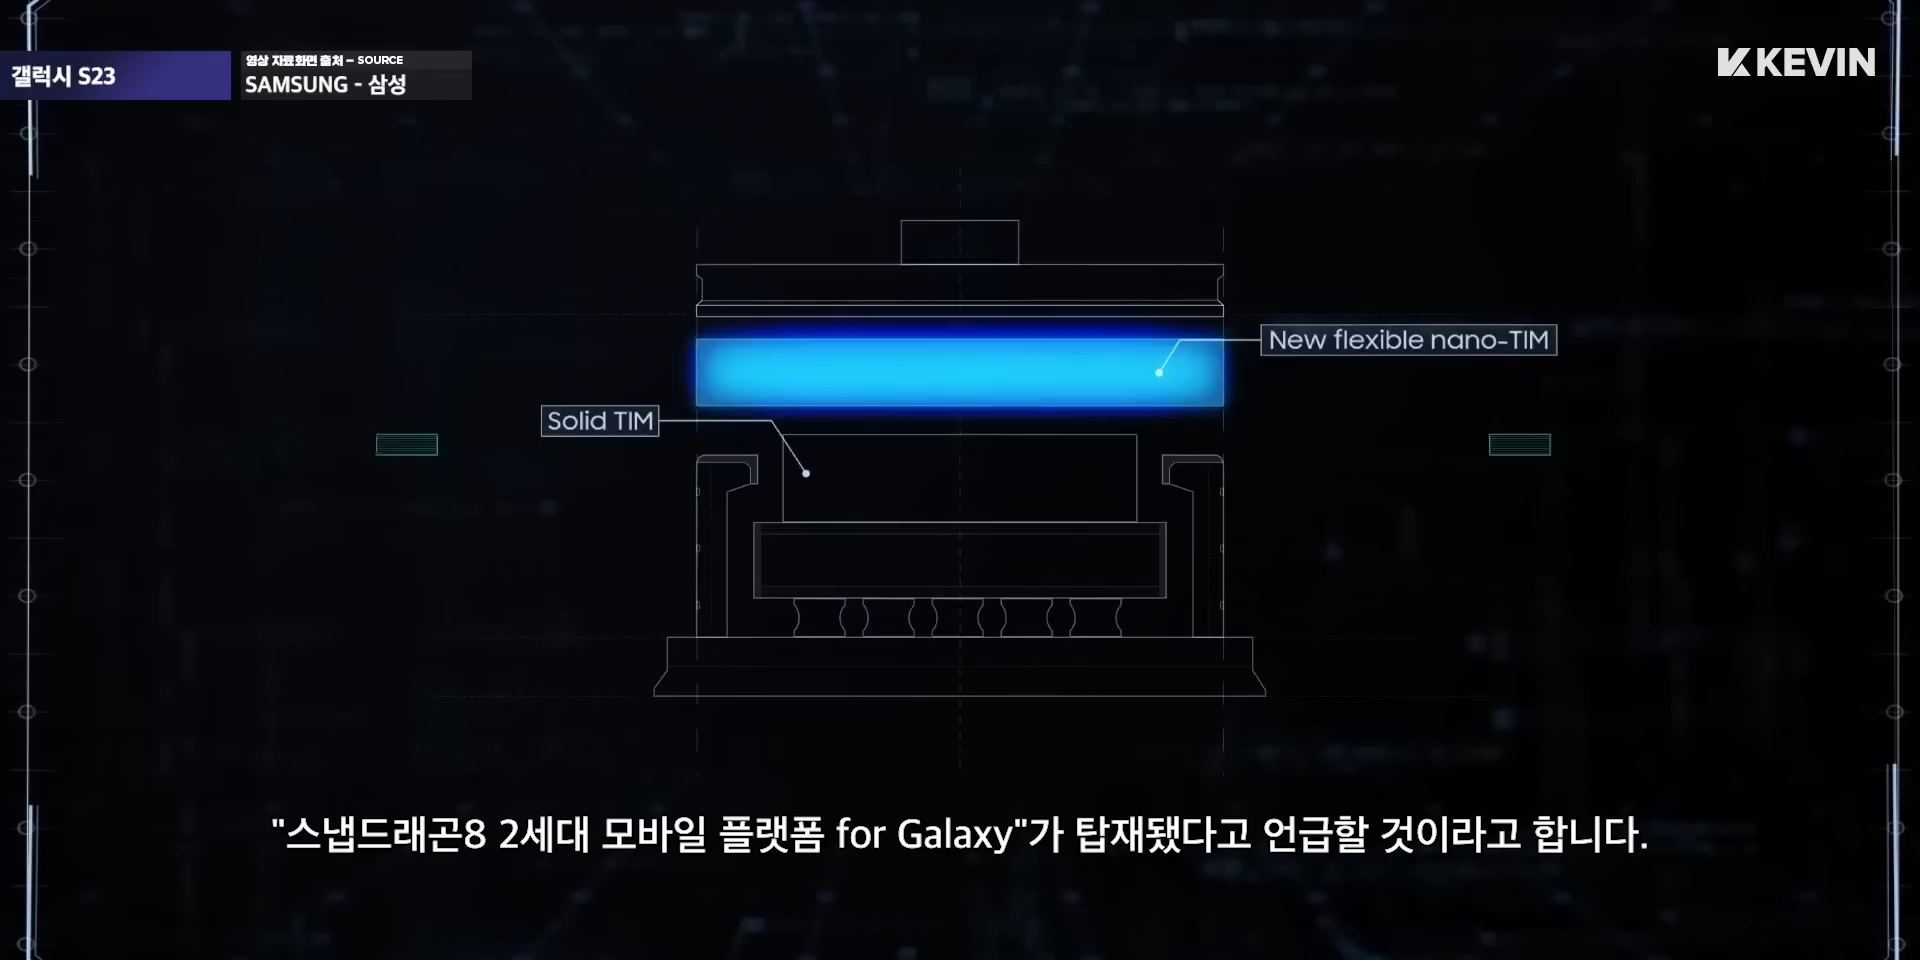 갤럭시 S23
영상 자료화면 출처 – SOURCE
SAMSUNG - 삼성
KEVIN
New flexible nano-TIM
Solid TIM
"스냅드래곤8 2세대 모바일 플랫폼 for Galaxy"가 탑재됐다고 언급할 것이라고 합니다.